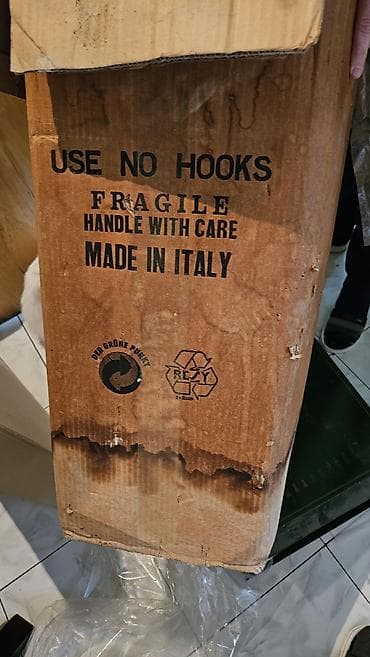 USE NO HOOKS
FRAGILE
HANDLE WITH CARE
MADE IN ITALY
DER GRÜNE PUNKT
RESY